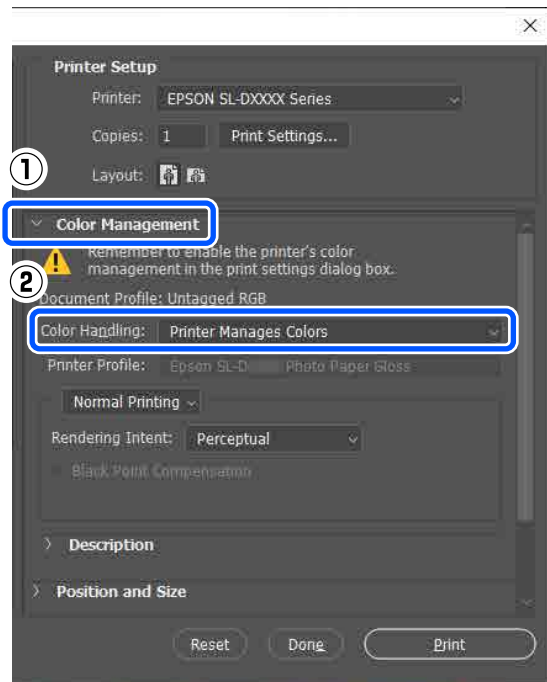 Printer Setup
Printer: EPSON SL-DXXXX Series
Copies: 1 Print Settings...
①
Layout:
Color Management
Remember to enable the printer's color
management in the print settings dialog box.
②
Document Profile: Untagged RGB
Color Handling: Printer Manages Colors
Printer Profile: Epson SL-D Photo Paper Gloss
Normal Printing
Rendering Intent: Perceptual
Black Point Compensation
Description
Position and Size
Reset Done Print